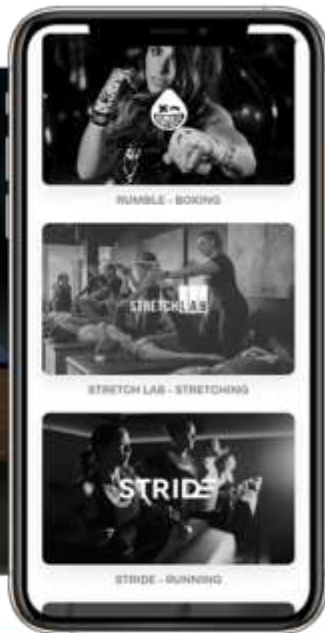 RUMBLE - BOXING
STRETCH LAB
STRETCH LAB - STRETCHING
STRIDE
STRIDE - RUNNING